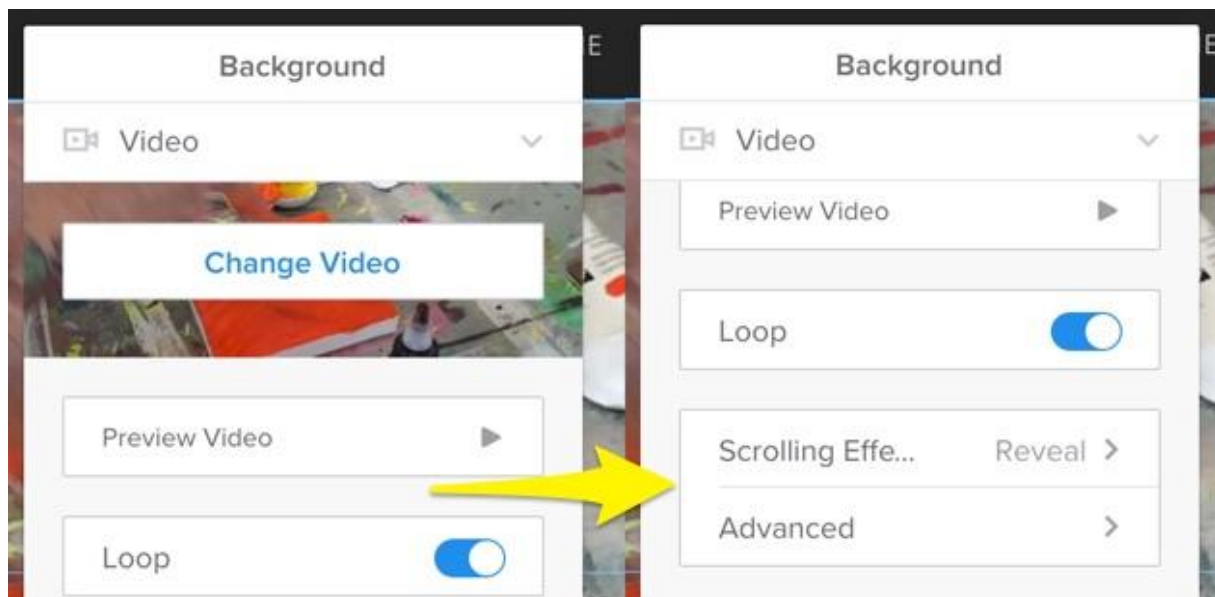 Background
Video
Change Video
Preview Video
Loop
E
Background
Video
Preview Video
Loop
Scrolling Effe... Reveal
Advanced
E